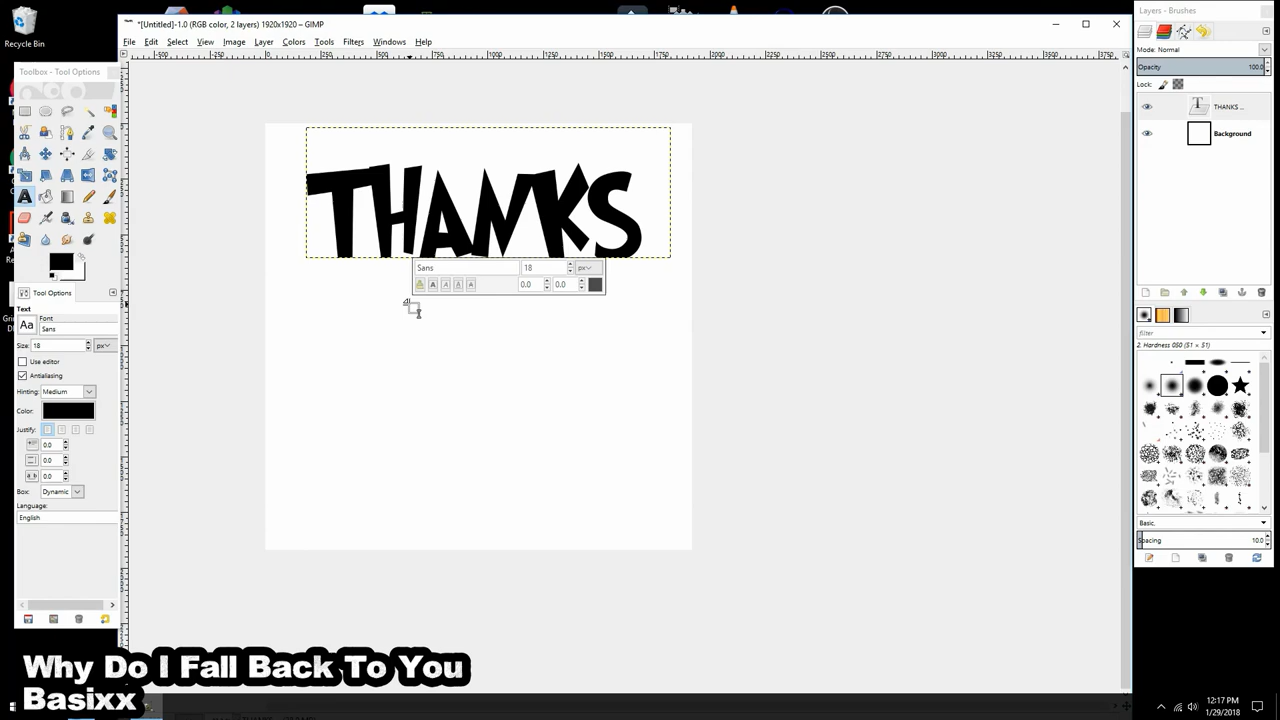 Recycle Bin
*[Untitled]-1.0 (RGB color, 2 layers) 1920x1920 – GIMP
File Edit Select View Image Layer Colors Tools Filters Windows Help
Toolbox - Tool Options
Tool Options
Text
Font
Aa
Sans
Size: 18 px
Use editor
Antialiasing
Hinting: Medium
Color:
Justify:
0.0
0.0
0.0
Box: Dynamic
Language:
English
THANKS
Sans 18 px
0.0 0.0
Layers - Brushes
Mode: Normal
Opacity 100.0
Lock:
THANKS ...
Background
filter
2. Hardness 050 (51 × 51)
Basic,
Spacing 10.0
Why Do I Fall Back To You
Basixx
12:17 PM
1/29/2018